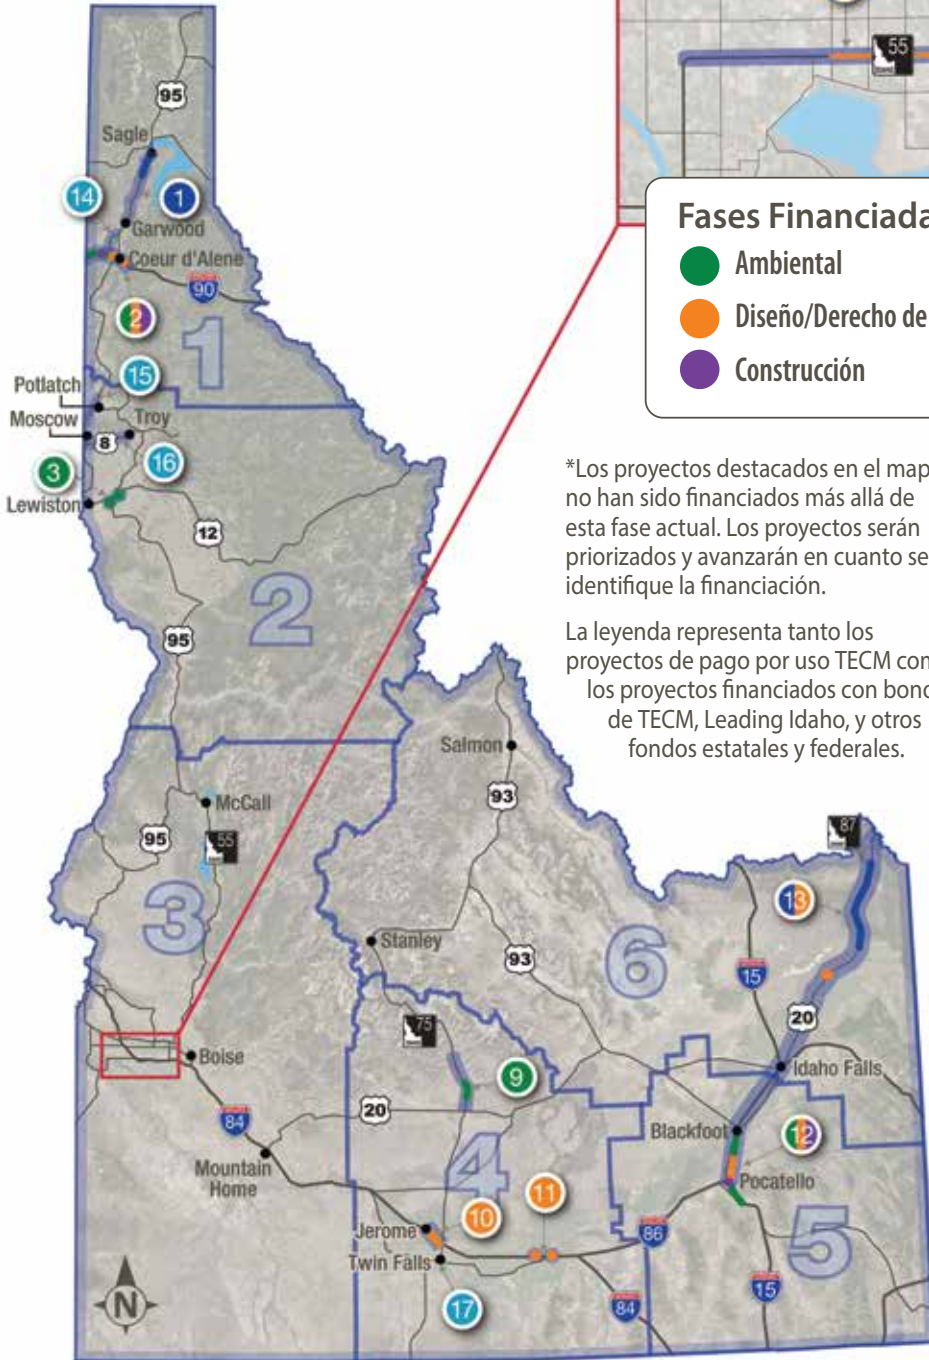 55
Fases Financiada
Ambiental
Diseño/Derecho de
Construcción
*Los proyectos destacados en el map
no han sido financiados más allá de
esta fase actual. Los proyectos serán
priorizados y avanzarán en cuanto se
identifique la financiación.
La leyenda representa tanto los
proyectos de pago por uso TECM con
los proyectos financiados con bono
de TECM, Leading Idaho, y otros
fondos estatales y federales.
95
Sagle
14
1
Garwood
Coeur d'Alene
90
2
1
15
Potlatch
Moscow
8
Troy
3
16
Lewiston
12
2
95
Salmon
93
McCall
95
55
87
3
13
Stanley
93
6
15
20
75
Boise
Idaho Falls
9
20
84
Blackfoot
12
4
Mountain
Home
11
Pocatello
10
Jerome
86
5
Twin Falls
15
17
84
N